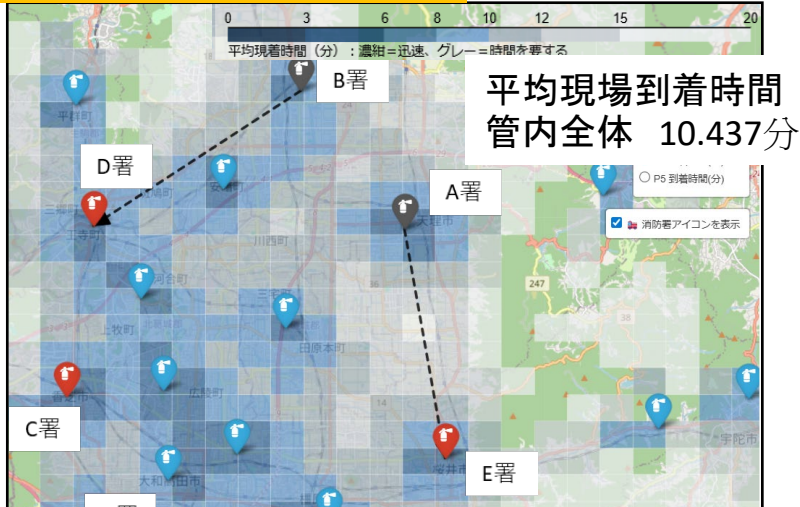 0 3 6 8 10 12 15 20
平均現着時間（分）：濃紺＝迅速、グレー＝時間を要する
B署
平均現場到着時間
管内全体 10.437分
平群町
D署
P5 到着時間(分)
A署
消防署アイコンを表示
三郷町
王寺町
天理市
川西町
河合町
247
38
上牧町
田原本町
広陵町
14
C署
宇陀市
桜井市
E署
大和高田市